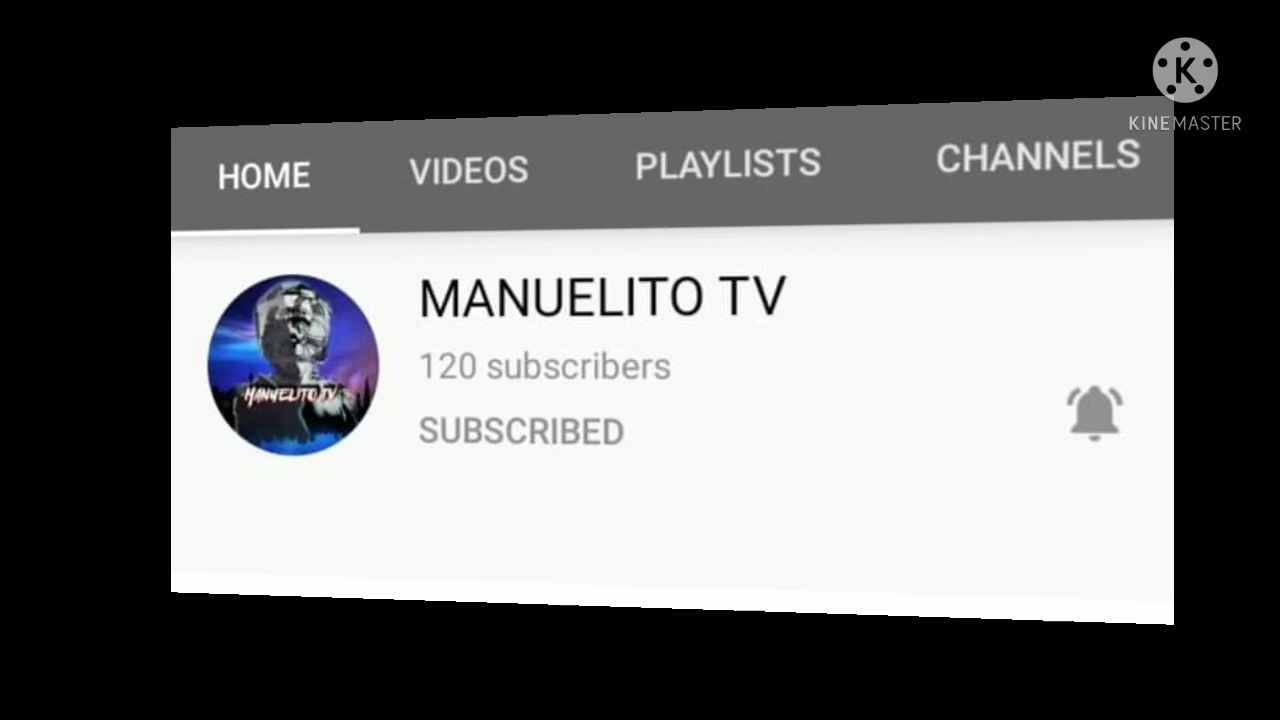 K
KINEMASTER
HOME VIDEOS PLAYLISTS CHANNELS
MANUELITO TV
120 subscribers
MANUELITO TV
SUBSCRIBED